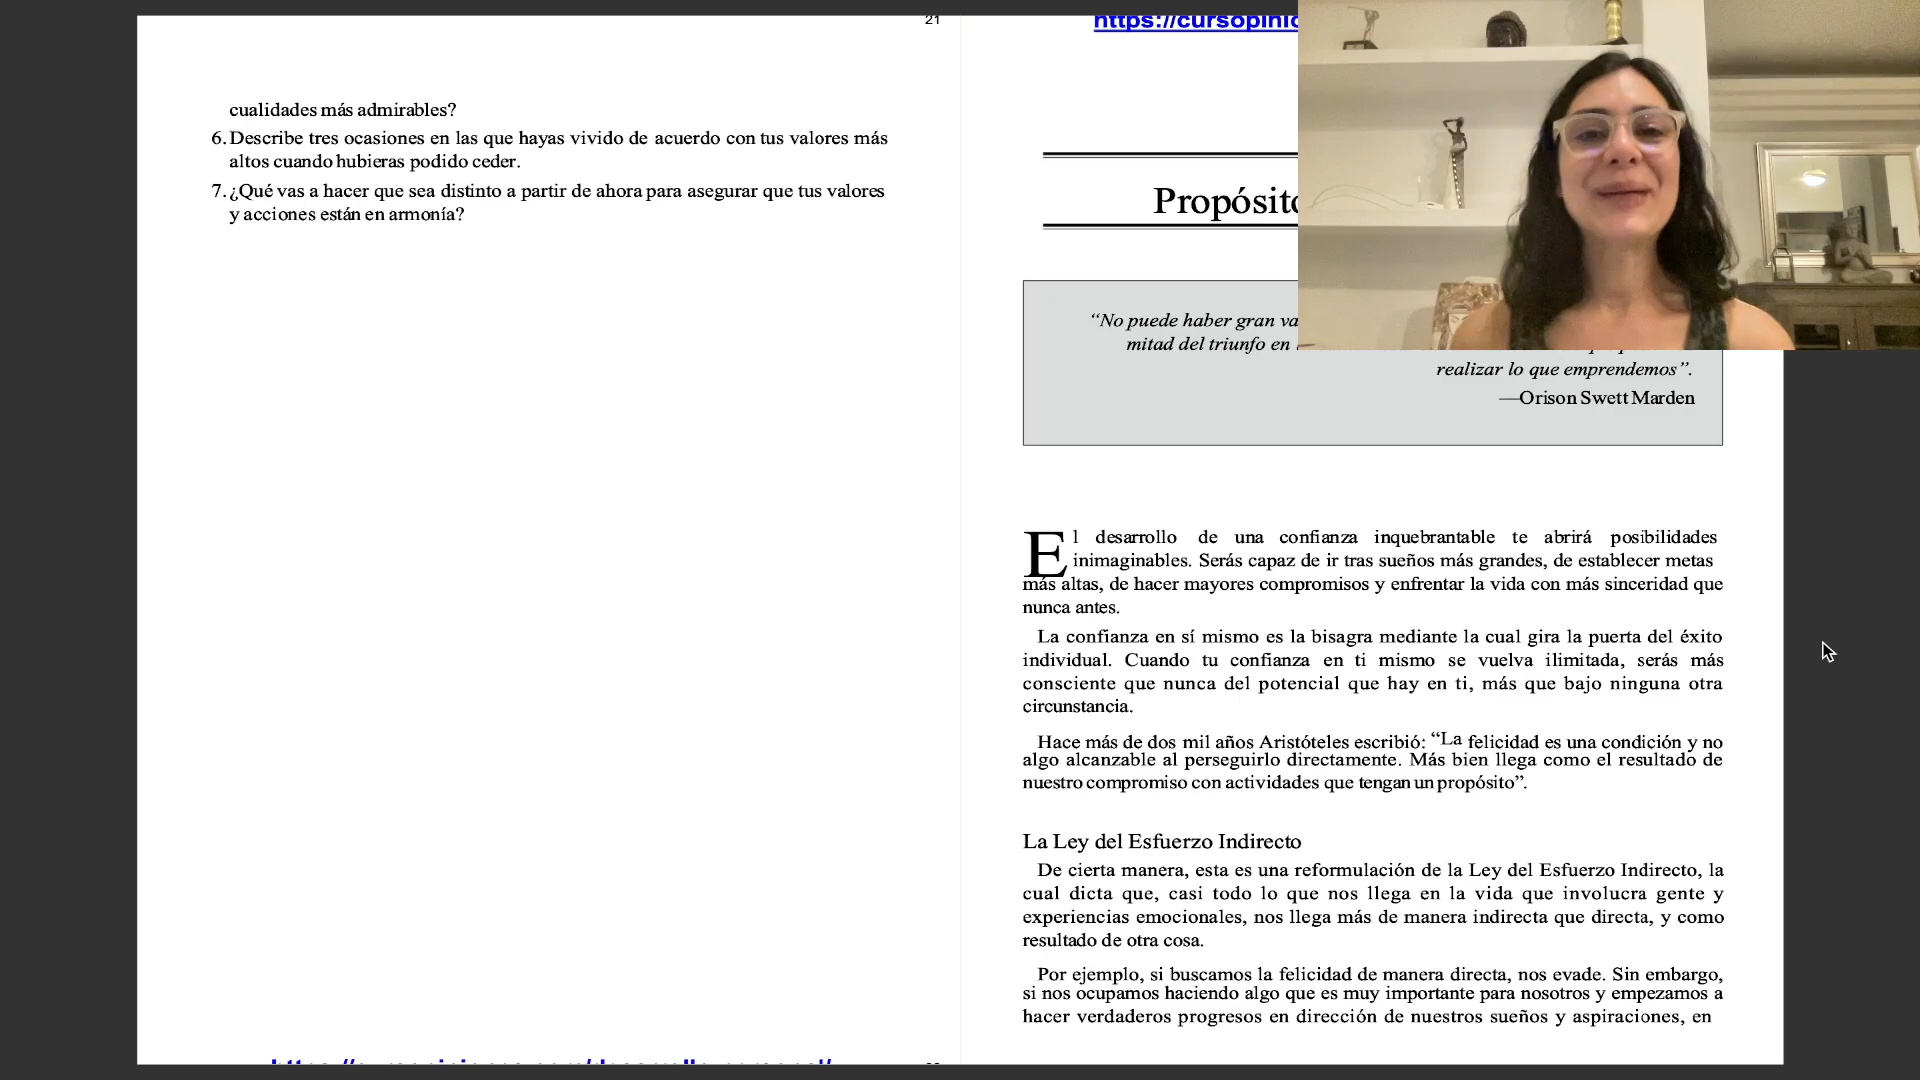 21
cualidades más admirables?
6. Describe tres ocasiones en las que hayas vivido de acuerdo con tus valores más
altos cuando hubieras podido ceder.
7. ¿Qué vas a hacer que sea distinto a partir de ahora para asegurar que tus valores
y acciones están en armonía?
Propósito
“No puede haber gran
mitad del triunfo en
realizar lo que emprendemos”.
—Orison Swett Marden
El desarrollo de una confianza inquebrantable te abrirá posibilidades
inimaginables. Serás capaz de ir tras sueños más grandes, de establecer metas
más altas, de hacer mayores compromisos y enfrentar la vida con más sinceridad que
nunca antes.
La confianza en sí mismo es la bisagra mediante la cual gira la puerta del éxito
individual. Cuando tu confianza en ti mismo se vuelva ilimitada, serás más
consciente que nunca del potencial que hay en ti, más que bajo ninguna otra
circunstancia.
Hace más de dos mil años Aristóteles escribió: “La felicidad es una condición y no
algo alcanzable al perseguirlo directamente. Más bien llega como el resultado de
nuestro compromiso con actividades que tengan un propósito”.
La Ley del Esfuerzo Indirecto
De cierta manera, esta es una reformulación de la Ley del Esfuerzo Indirecto, la
cual dicta que, casi todo lo que nos llega en la vida que involucra gente y
experiencias emocionales, nos llega más de manera indirecta que directa, y como
resultado de otra cosa.
Por ejemplo, si buscamos la felicidad de manera directa, nos evade. Sin embargo,
si nos ocupamos haciendo algo que es muy importante para nosotros y empezamos a
hacer verdaderos progresos en dirección de nuestros sueños y aspiraciones, en